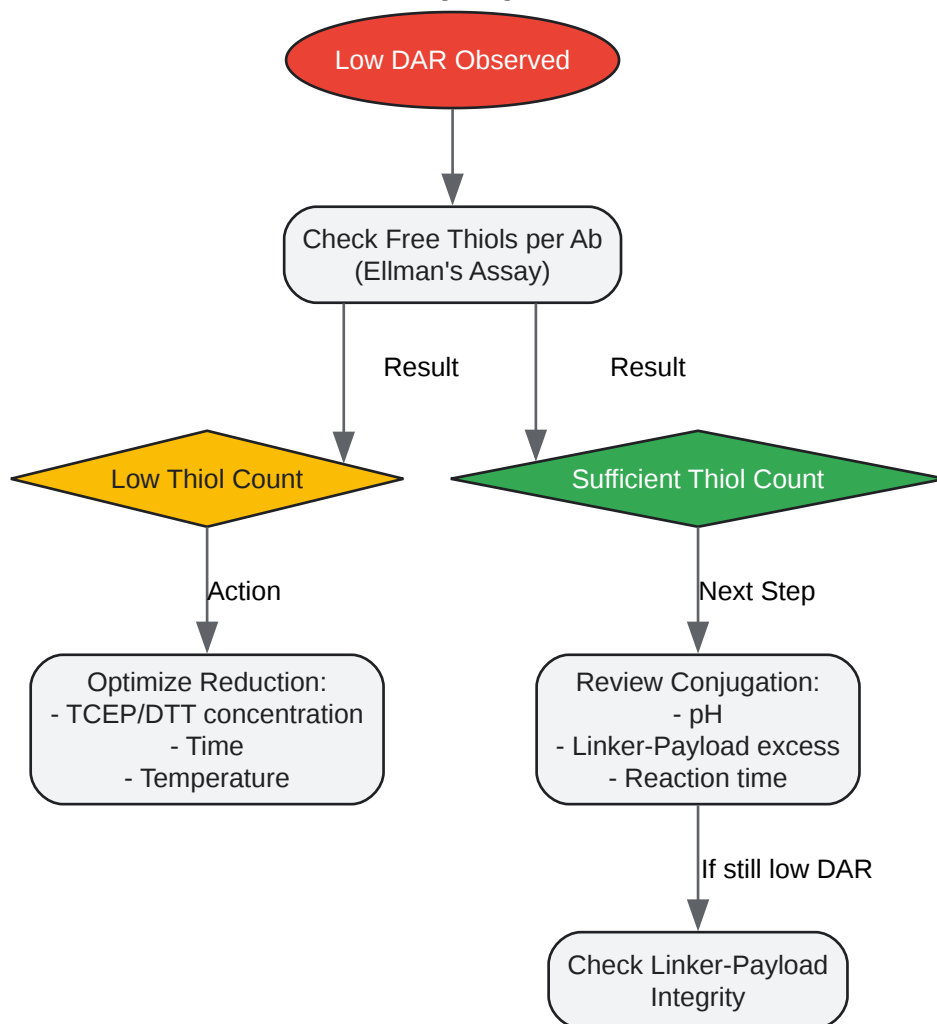 Low DAR Observed
Check Free Thiols per Ab
(Ellman's Assay)
Result
Result
Low Thiol Count
Sufficient Thiol Count
Action
Next Step
Optimize Reduction:
- TCEP/DTT concentration
- Time
- Temperature
Review Conjugation:
- pH
- Linker-Payload excess
- Reaction time
If still low DAR
Check Linker-Payload
Integrity